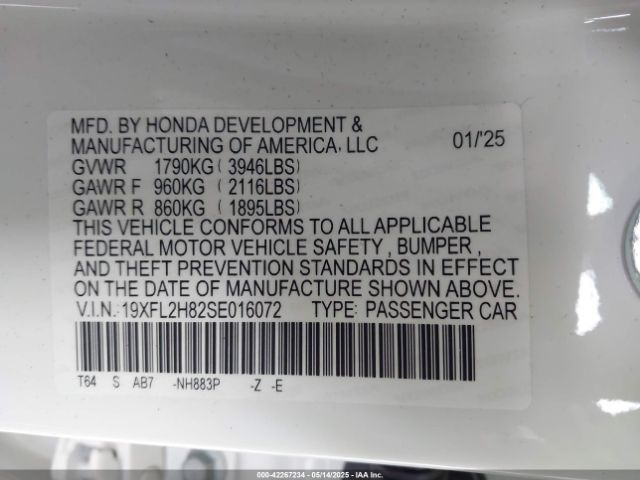 MFD. BY HONDA DEVELOPMENT &
MANUFACTURING OF AMERICA, LLC 01/'25
GVWR 1790KG ( 3946LBS)
GAWR F 960KG ( 2116LBS)
GAWR R 860KG ( 1895LBS)
THIS VEHICLE CONFORMS TO ALL APPLICABLE
FEDERAL MOTOR VEHICLE SAFETY , BUMPER ,
AND THEFT PREVENTION STANDARDS IN EFFECT
ON THE DATE OF MANUFACTURE SHOWN ABOVE.
V.I.N. 19XFL2H82SE016072 TYPE: PASSENGER CAR
T64 S AB7 -NH883P -Z -E
000-42267234 - 05/14/2025 - IAA Inc.